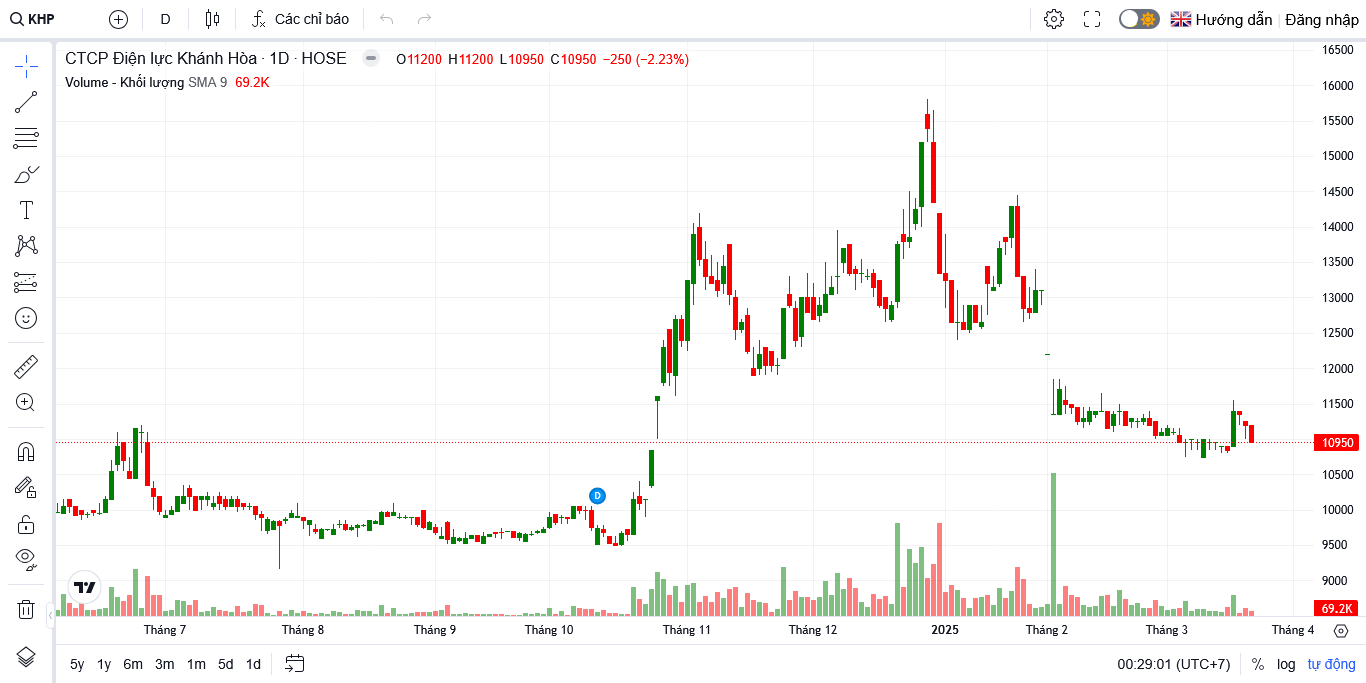 KHP D Các chỉ báo Hướng dẫn Đăng nhập
CTCP Điện lực Khánh Hòa · 1D · HOSE O11200 H11200 L10950 C10950 −250 (−2.23%)
Volume - Khối lượng SMA 9 69.2K
16500
16000
15500
15000
14500
14000
13500
13000
12500
12000
11500
10950
10500
10000
9500
9000
69.2K
D
Tháng 7 Tháng 8 Tháng 9 Tháng 10 Tháng 11 Tháng 12 2025 Tháng 2 Tháng 3 Tháng 4
5y 1y 6m 3m 1m 5d 1d 00:29:01 (UTC+7) % log tự động